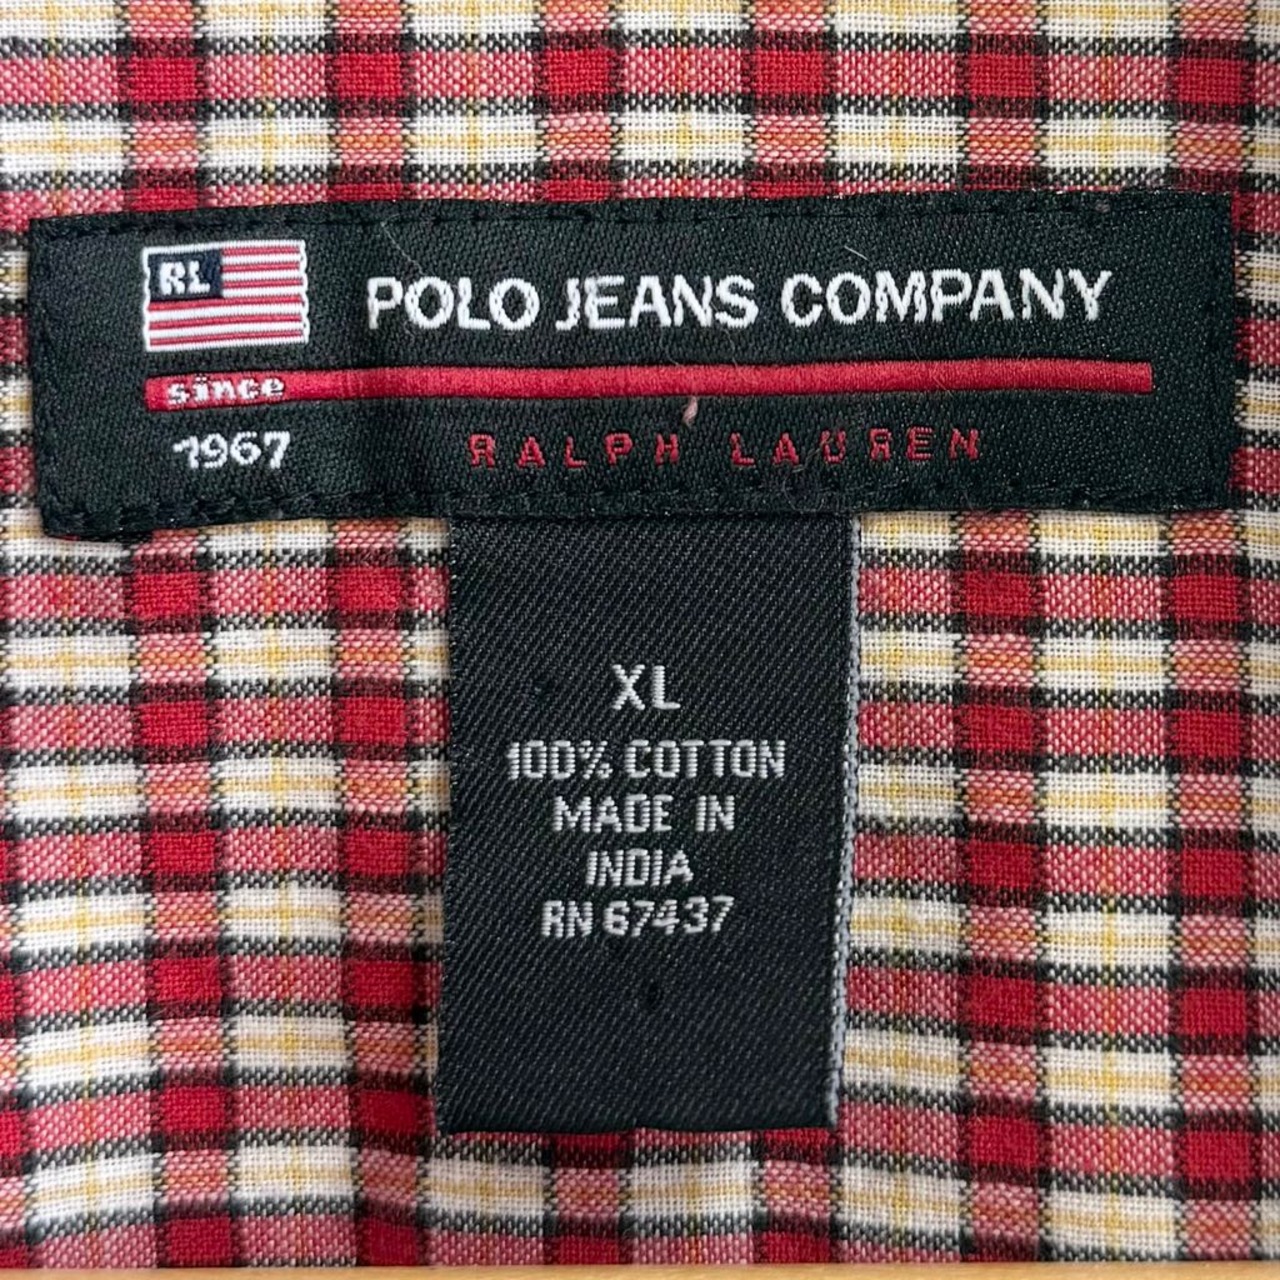 RL
POLO JEANS COMPANY
since
1967
RALPH LAUREN
XL
100% COTTON
MADE IN
INDIA
RN 67437